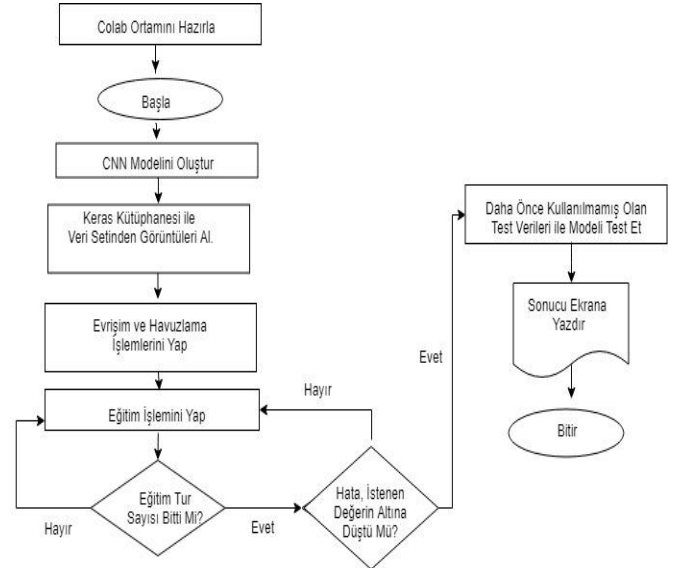 Colab Ortamını Hazırla
Başla
CNN Modelini Oluştur
Keras Kütüphanesi ile
Veri Setinden Görüntüleri Al.
Evrişim ve Havuzlama
İşlemlerini Yap
Eğitim İşlemini Yap
Eğitim Tur
Sayısı Bitti Mi?
Hayır
Evet
Hata, İstenen
Değerin Altına
Düştü Mü?
Hayır
Evet
Daha Önce Kullanılmamış Olan
Test Verileri ile Modeli Test Et
Sonucu Ekrana
Yazdır
Bitir